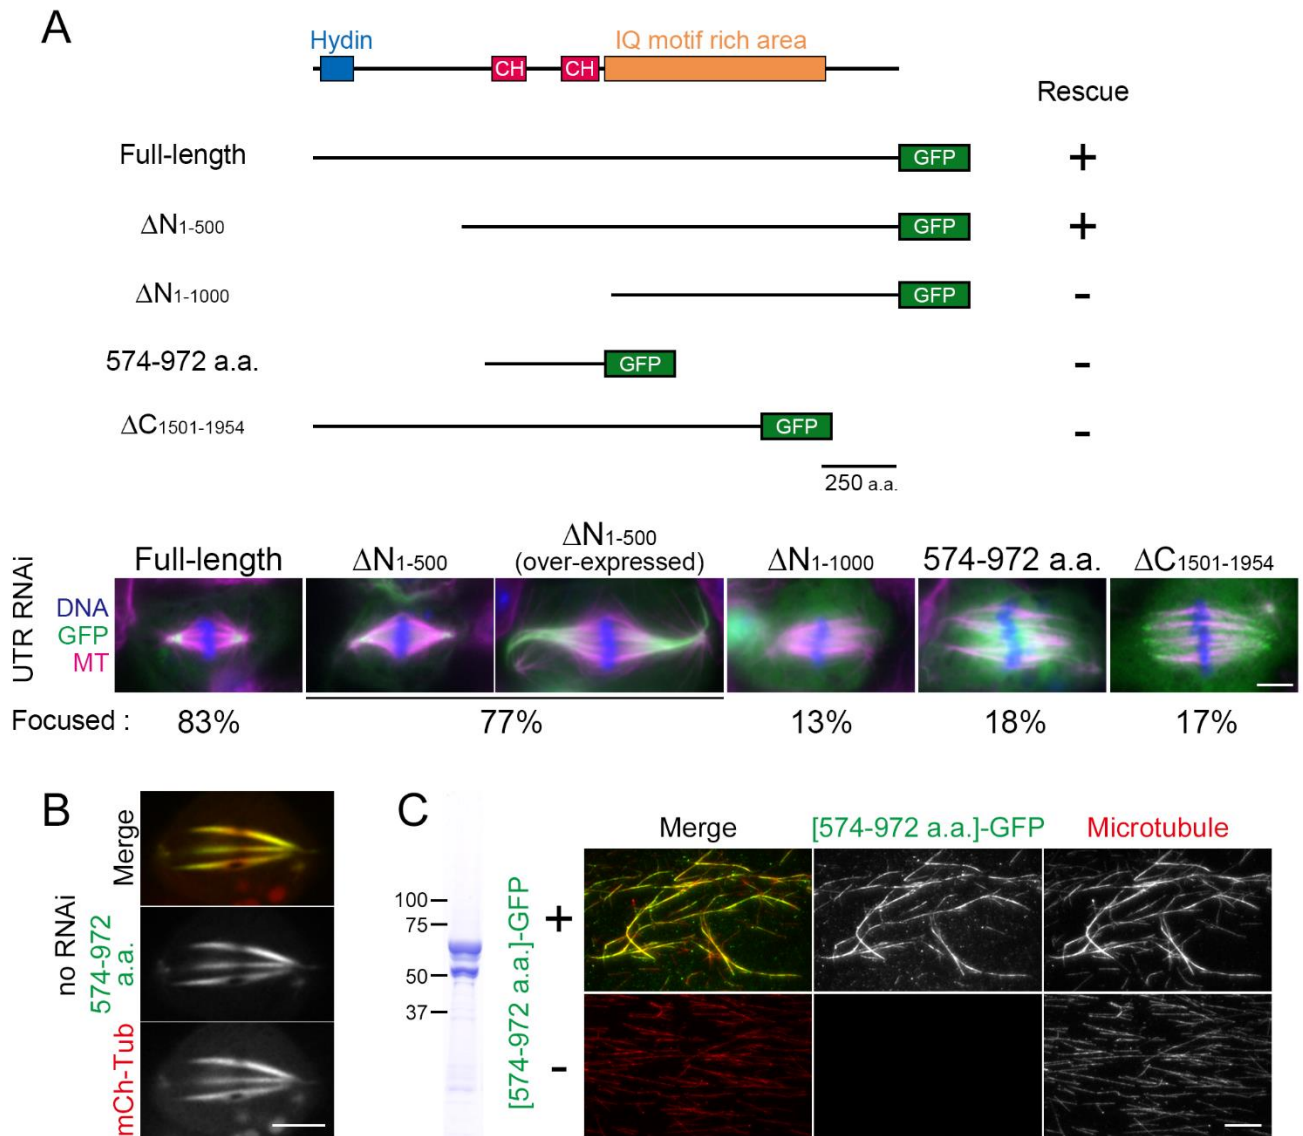 A
Hydin
IQ motif rich area
CH
CH
Rescue
Full-length
GFP
+
ΔN1-500
GFP
+
ΔN1-1000
GFP
-
574-972 a.a.
GFP
-
ΔC1501-1954
GFP
-
250 a.a.
UTR RNAi
DNA
GFP
MT
Full-length
ΔN1-500
ΔN1-500
(over-expressed)
ΔN1-1000
574-972 a.a.
ΔC1501-1954
Focused : 83% 77% 13% 18% 17%
B
no RNAi
Merge
574-972
a.a.
mCh-Tub
C
100
75
50
37
[574-972 a.a.]-GFP
+
-
Merge
[574-972 a.a.]-GFP
Microtubule